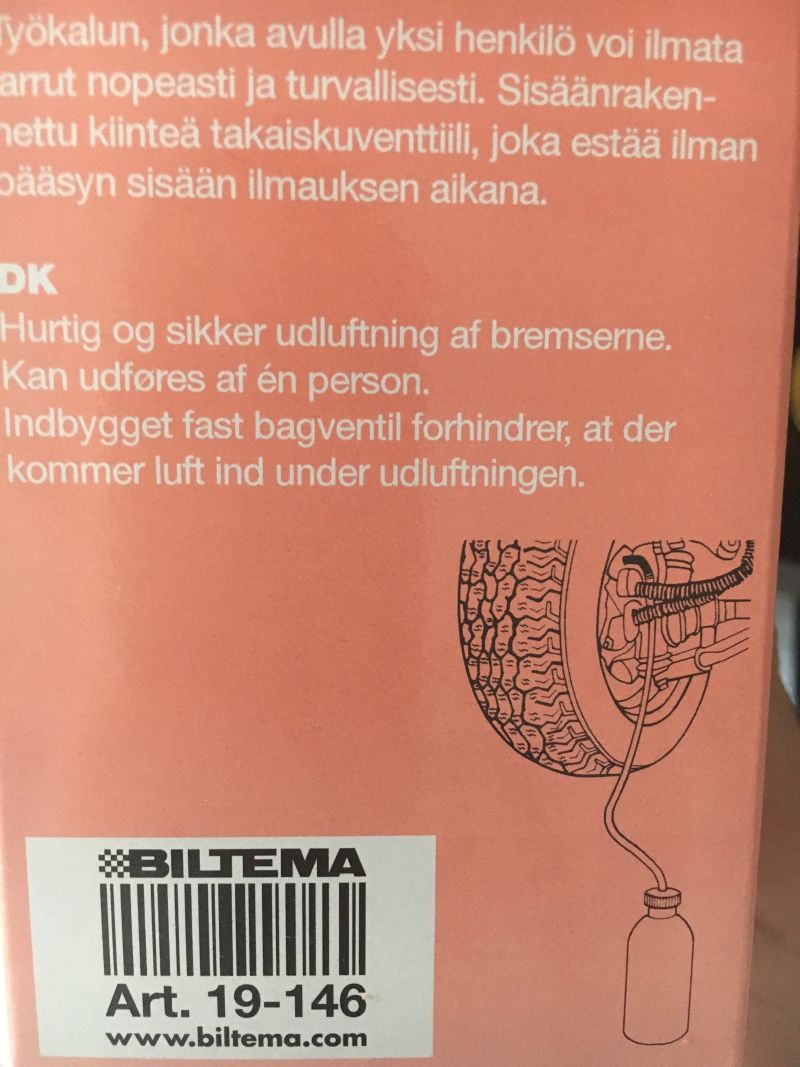 Työkalun, jonka avulla yksi henkilö voi ilmata
arrut nopeasti ja turvallisesti. Sisäänraken-
nettu kiinteä takaiskuventtiili, joka estää ilman
pääsyn sisään ilmauksen aikana.
DK
Hurtig og sikker udluftning af bremserne.
Kan udføres af én person.
Indbygget fast bagventil forhindrer, at der
kommer luft ind under udluftningen.
BILTEMA
Art. 19-146
www.biltema.com